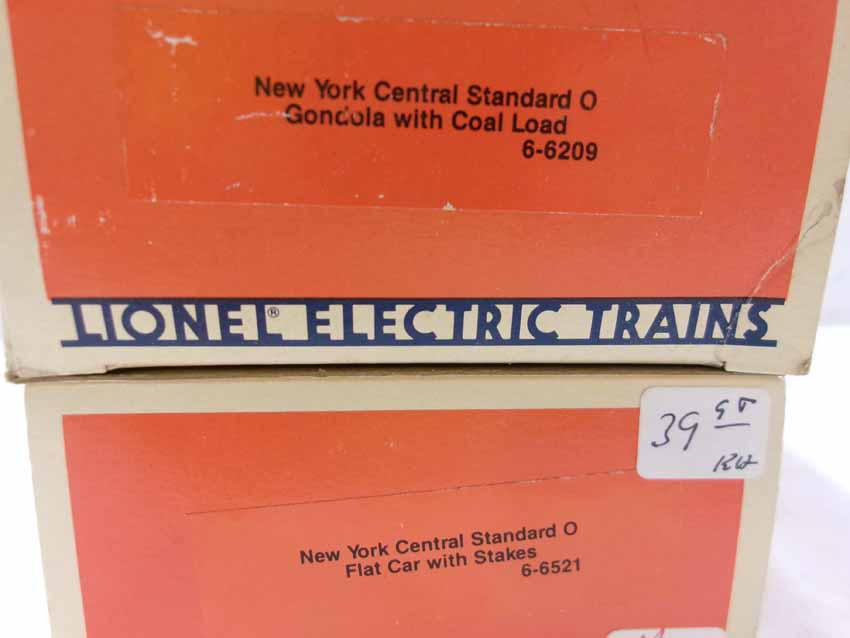 New York Central Standard O
Gondola with Coal Load
6-6209
LIONEL® ELECTRIC TRAINS
39
New York Central Standard O
Flat Car with Stakes
6-6521